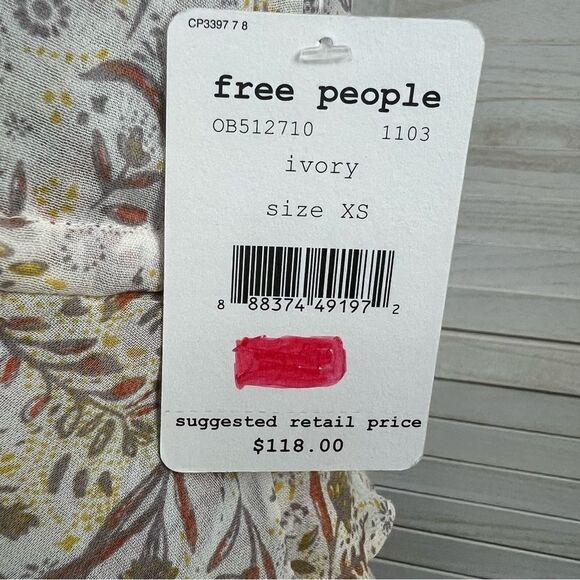 CP3397 7 8
free people
OB512710 1103
ivory
size XS
8 88374 49197 2
suggested retail price
$118.00